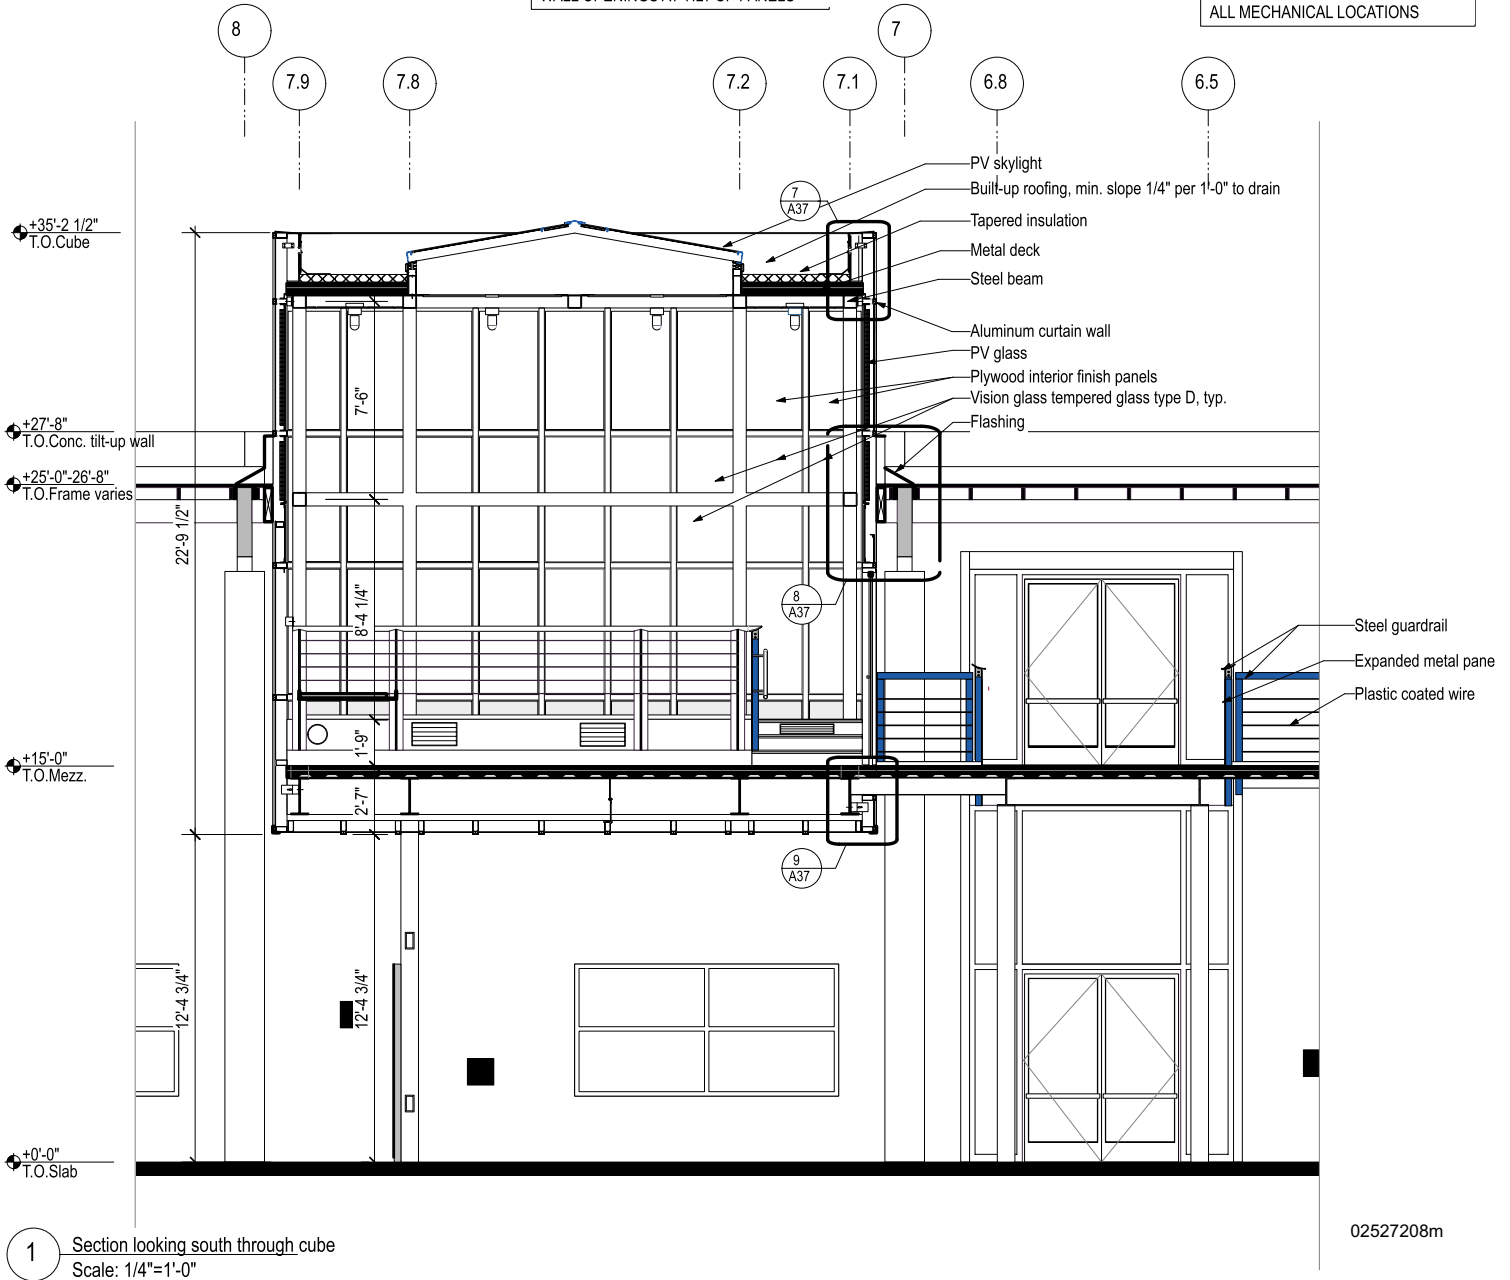 WALL OPENINGS AT TILT-UP PANELS
ALL MECHANICAL LOCATIONS
8
7
7.9
7.8
7.2
7.1
6.8
6.5
PV skylight
Built-up roofing, min. slope 1/4" per 1'-0" to drain
7
A37
Tapered insulation
+35'-2 1/2"
T.O.Cube
Metal deck
Steel beam
Aluminum curtain wall
PV glass
Plywood interior finish panels
Vision glass tempered glass type D, typ.
7'-6"
Flashing
+27'-8"
T.O.Conc. tilt-up wall
+25'-0"-26'-8"
T.O.Frame varies
22'-9 1/2"
8'-4 1/4"
8
A37
Steel guardrail
Expanded metal pane
Plastic coated wire
1'-9"
+15'-0"
T.O.Mezz.
2'-7"
9
A37
12'-4 3/4"
12'-4 3/4"
+0'-0"
T.O.Slab
02527208m
1
Section looking south through cube
Scale: 1/4"=1'-0"